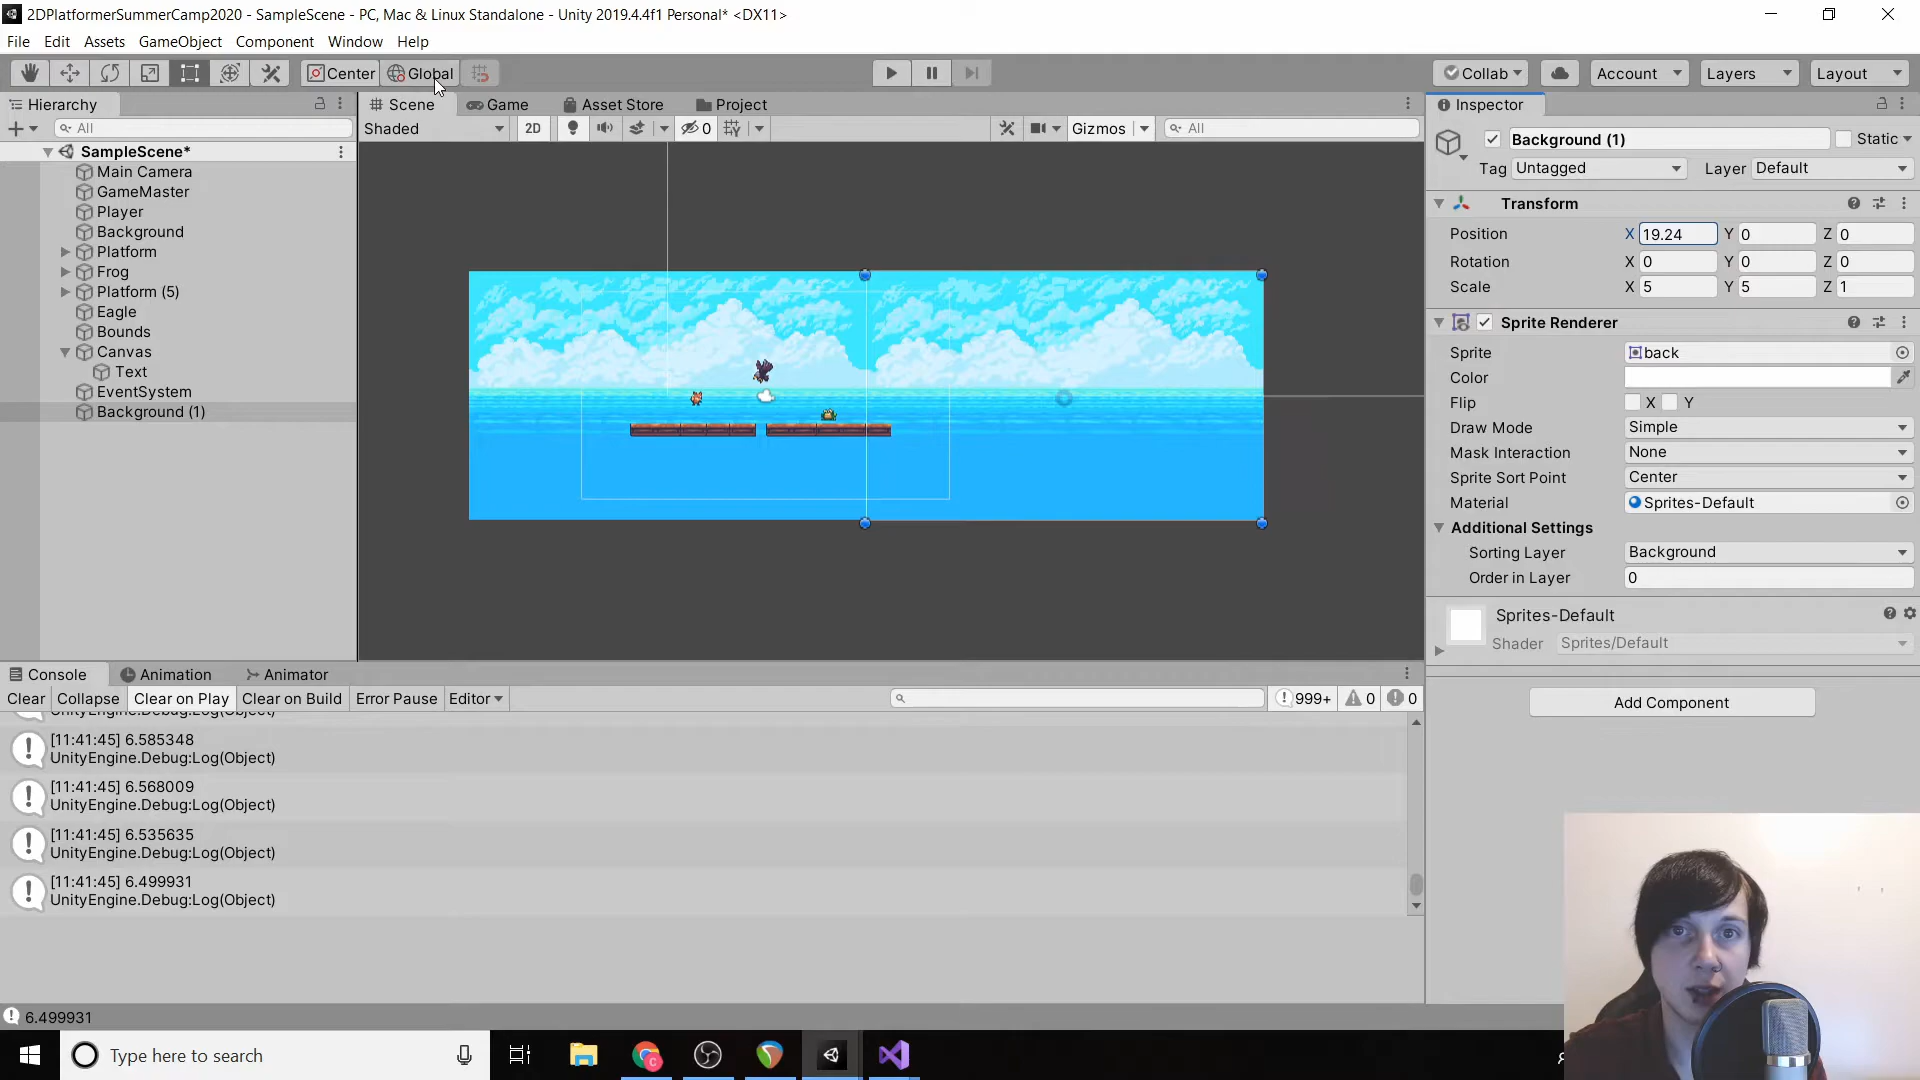 2DPlatformerSummerCamp2020 - SampleScene - PC, Mac & Linux Standalone - Unity 2019.4.4f1 Personal* <DX11>
File Edit Assets GameObject Component Window Help
Center Global Collab Account Layers Layout
Hierarchy Scene Game Asset Store Project Inspector
All Shaded 2D 0 Gizmos All
SampleScene*
Main Camera
GameMaster
Player
Background
Platform
Frog
Platform (5)
Eagle
Bounds
Canvas
Text
EventSystem
Background (1)
Background (1) Static
Tag Untagged Layer Default
Transform
Position X 19.24 Y 0 Z 0
Rotation X 0 Y 0 Z 0
Scale X 5 Y 5 Z 1
Sprite Renderer
Sprite back
Color
Flip X Y
Draw Mode Simple
Mask Interaction None
Sprite Sort Point Center
Material Sprites-Default
Additional Settings
Sorting Layer Background
Order in Layer 0
Sprites-Default
Shader Sprites/Default
Add Component
Console Animation Animator
Clear Collapse Clear on Play Clear on Build Error Pause Editor 999+ 0 0
UnityEngine.Debug:Log(Object)
[11:41:45] 6.585348
UnityEngine.Debug:Log(Object)
[11:41:45] 6.568009
UnityEngine.Debug:Log(Object)
[11:41:45] 6.535635
UnityEngine.Debug:Log(Object)
[11:41:45] 6.499931
UnityEngine.Debug:Log(Object)
6.499931
Type here to search